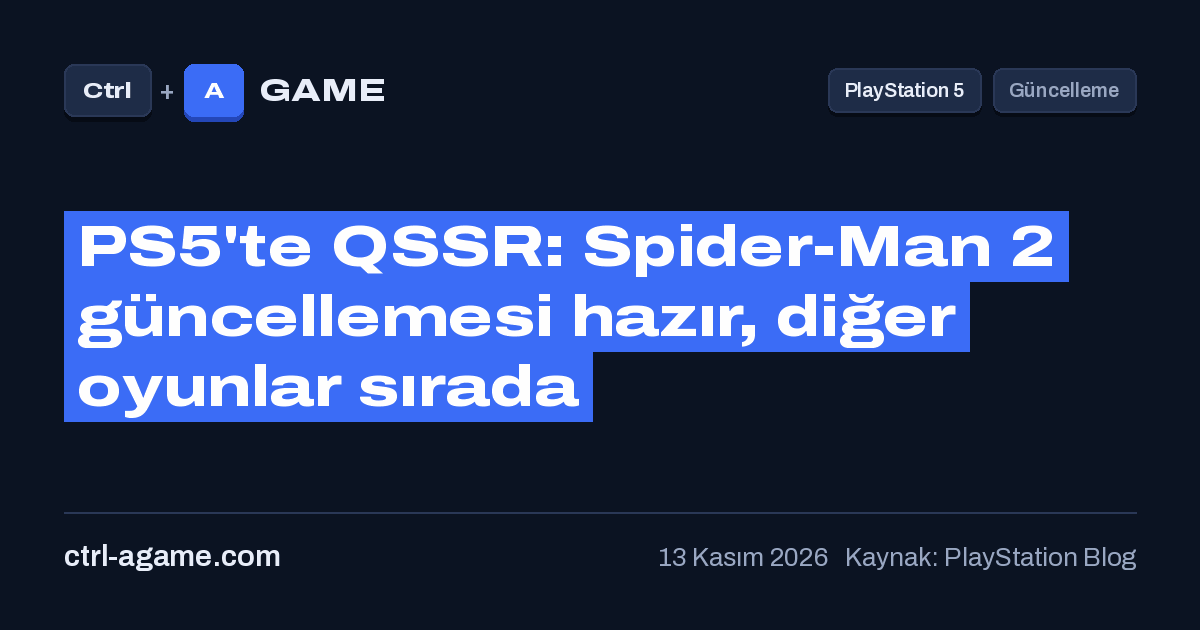 Ctrl + A GAME
PlayStation 5 Güncelleme
PS5'te QSSR: Spider-Man 2
güncellemesi hazır, diğer
oyunlar sırada
ctrl-agame.com
13 Kasım 2026 Kaynak: PlayStation Blog